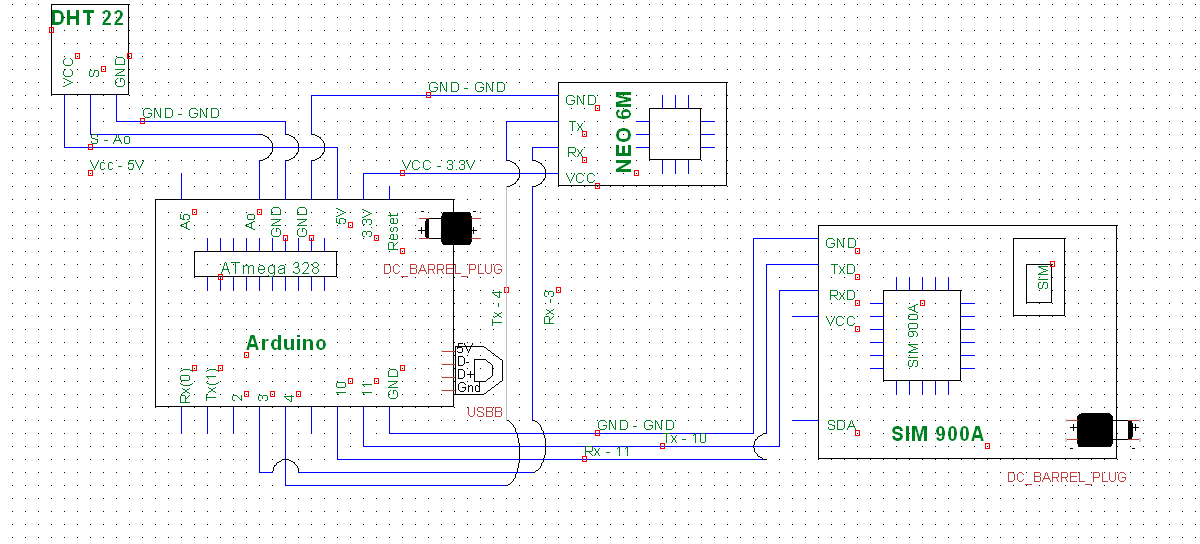 DHT 22
VCC
S
GND
GND - GND
S - Ao
Vcc - 5V
GND - GND
VCC - 3.3V
GND
Tx
Rx
VCC
NEO 6M
A5
Ao
GND
GND
5V
3.3V
Reset
DC_BARREL_PLUG
ATmega 328
Arduino
Rx(0)
Tx(1)
2
3
4
10
11
GND
5V
D-
D+
Gnd
USBB
Tx - 4
Rx -3
GND - GND
Tx - 10
Rx - 11
GND
TxD
RxD
VCC
SDA
SIM 900A
SIM
SIM 900A
DC_BARREL_PLUG